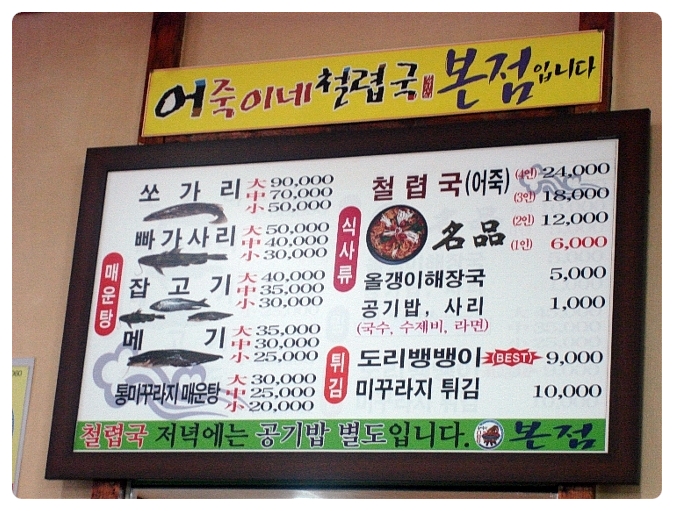 어죽이네 철렵국 본점입니다
매운탕
쏘가리 大 90,000
中 70,000
小 50,000
빠가사리 大 50,000
中 40,000
小 30,000
잡고기 大 40,000
中 35,000
小 30,000
메기 大 35,000
中 30,000
小 25,000
통미꾸라지 매운탕 大 30,000
中 25,000
小 20,000
식사류
철렵국(어죽) (4인) 24,000
(3인) 18,000
名品 (2인) 12,000
(1인) 6,000
올갱이해장국 5,000
공기밥, 사리 1,000
(국수, 수제비, 라면)
튀김
도리뱅뱅이 (BEST) 9,000
미꾸라지 튀김 10,000
철렵국 저녁에는 공기밥 별도입니다. 본점